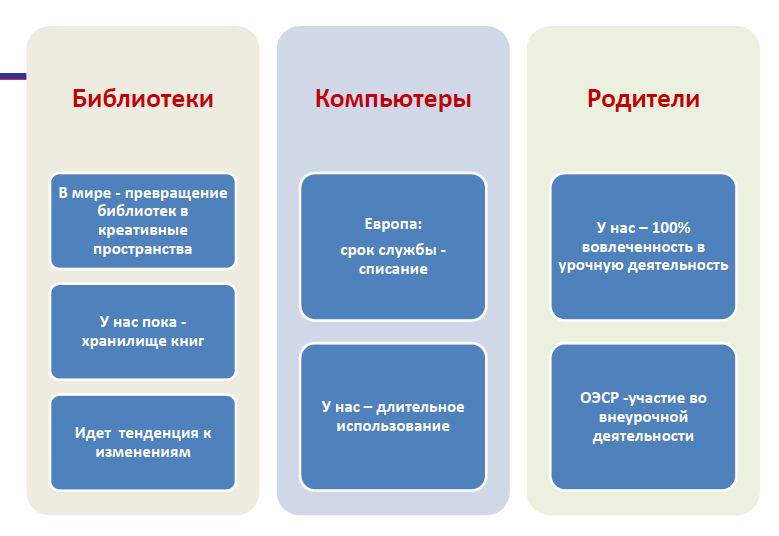 Библиотеки
В мире - превращение
библиотек в
креативные
пространства
У нас пока -
хранилище книг
Идет тенденция к
изменениям
Компьютеры
Европа:
срок службы -
списание
У нас – длительное
использование
Родители
У нас – 100%
вовлеченность в
урочную деятельность
ОЭСР -участие во
внеурочной
деятельности